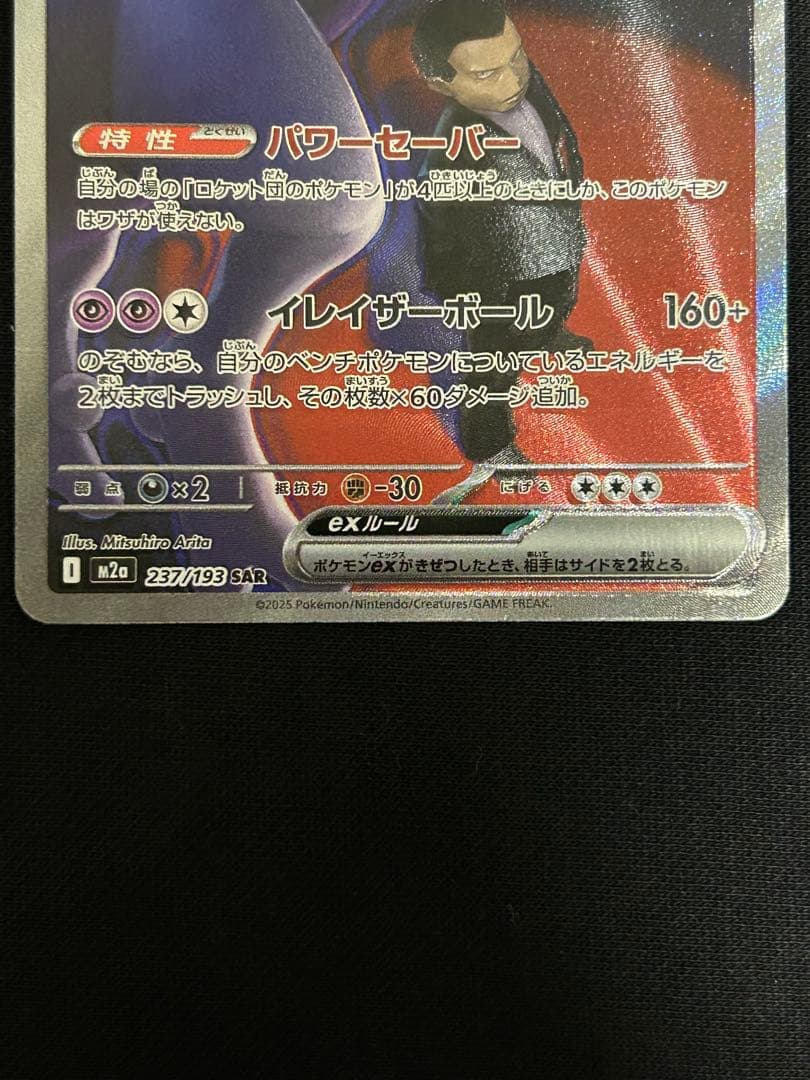 特性 とくせい パワーセーバー
自分の場の「ロケット団のポケモン」が4匹以上のときにしか、このポケモン
はワザが使えない。
イレイザーボール 160+
のぞむなら、自分のベンチポケモンについているエネルギーを
2枚までトラッシュし、その枚数×60ダメージ追加。
弱点 ×2 抵抗力 -30 にげる
exルール
ポケモンexがきぜつしたとき、相手はサイドを2枚とる。
Illus. Mitsuhiro Arita
I m2a 237/193 SAR
©2025 Pokémon/Nintendo/Creatures/GAME FREAK.